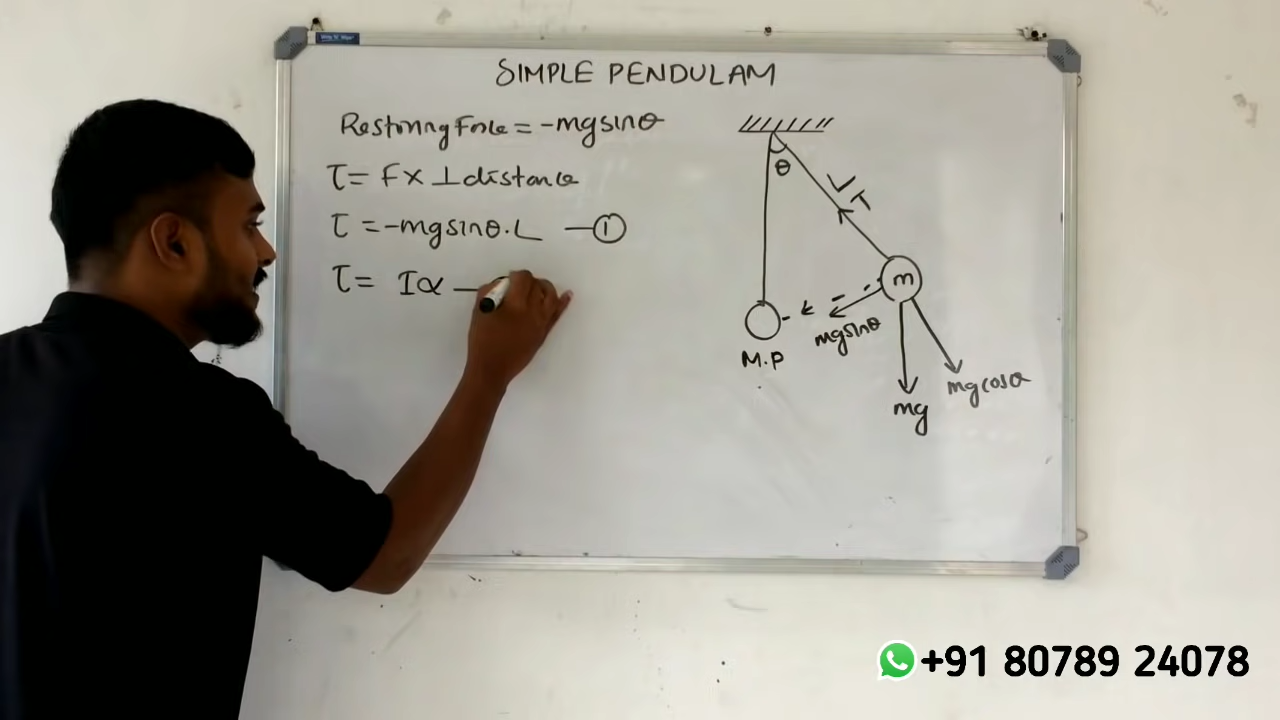 SIMPLE PENDULAM
Restoring Force = -mgsinθ
τ = F × ⊥distance
τ = -mgsinθ.L —①
τ = Iα —
θ
T
m
mgsinθ
M.P
mgcosθ
mg
+91 80789 24078